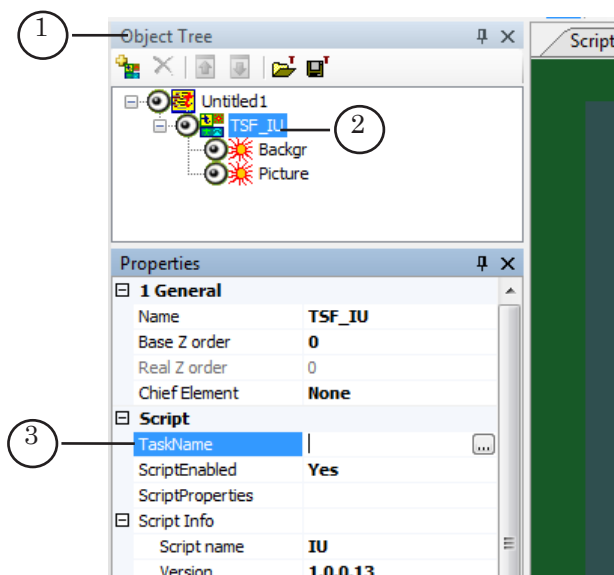 1
Object Tree
Script
Untitled1
TSF_IU
2
Backgr
Picture
Properties
1 General
Name TSF_IU
Base Z order 0
Real Z order 0
Chief Element None
Script
3
TaskName
ScriptEnabled Yes
ScriptProperties
Script Info
Script name IU
Version 1.0.0.13